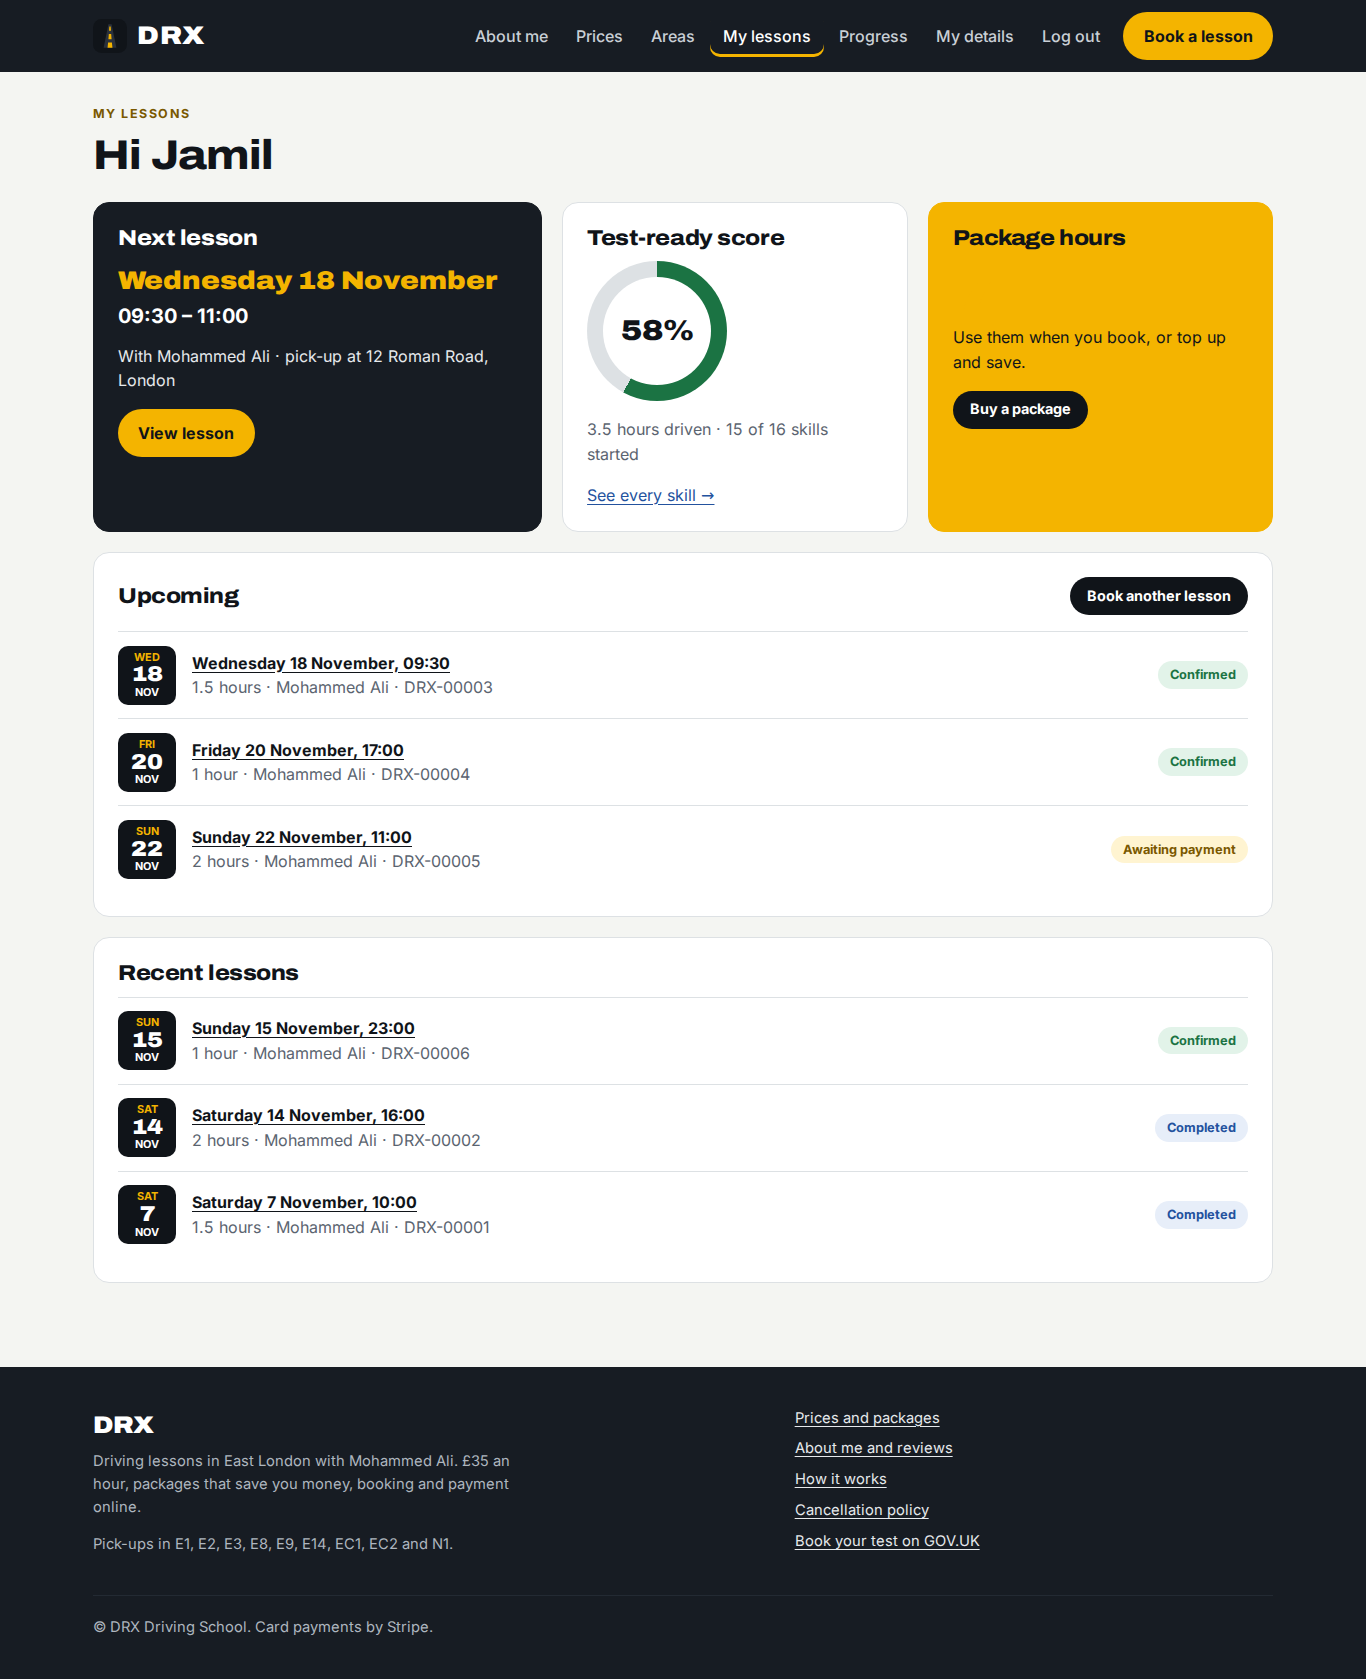 DRX
About me
Prices
Areas
My lessons
Progress
My details
Log out
Book a lesson
MY LESSONS
Hi Jamil
Next lesson
Wednesday 18 November
09:30 – 11:00
With Mohammed Ali · pick-up at 12 Roman Road,
London
View lesson
Test-ready score
58%
3.5 hours driven · 15 of 16 skills
started
See every skill →
Package hours
Use them when you book, or top up
and save.
Buy a package
Upcoming
Book another lesson
WED
18
NOV
Wednesday 18 November, 09:30
1.5 hours · Mohammed Ali · DRX-00003
Confirmed
FRI
20
NOV
Friday 20 November, 17:00
1 hour · Mohammed Ali · DRX-00004
Confirmed
SUN
22
NOV
Sunday 22 November, 11:00
2 hours · Mohammed Ali · DRX-00005
Awaiting payment
Recent lessons
SUN
15
NOV
Sunday 15 November, 23:00
1 hour · Mohammed Ali · DRX-00006
Confirmed
SAT
14
NOV
Saturday 14 November, 16:00
2 hours · Mohammed Ali · DRX-00002
Completed
SAT
7
NOV
Saturday 7 November, 10:00
1.5 hours · Mohammed Ali · DRX-00001
Completed
DRX
Driving lessons in East London with Mohammed Ali. £35 an
hour, packages that save you money, booking and payment
online.
Pick-ups in E1, E2, E3, E8, E9, E14, EC1, EC2 and N1.
Prices and packages
About me and reviews
How it works
Cancellation policy
Book your test on GOV.UK
© DRX Driving School. Card payments by Stripe.